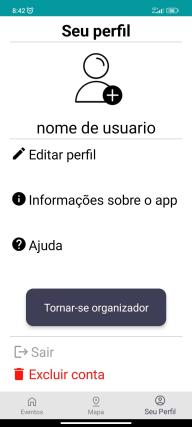 8:42
Seu perfil
nome de usuario
Editar perfil
Informações sobre o app
Ajuda
Tornar-se organizador
Sair
Excluir conta
Eventos
Mapa
Seu Perfil